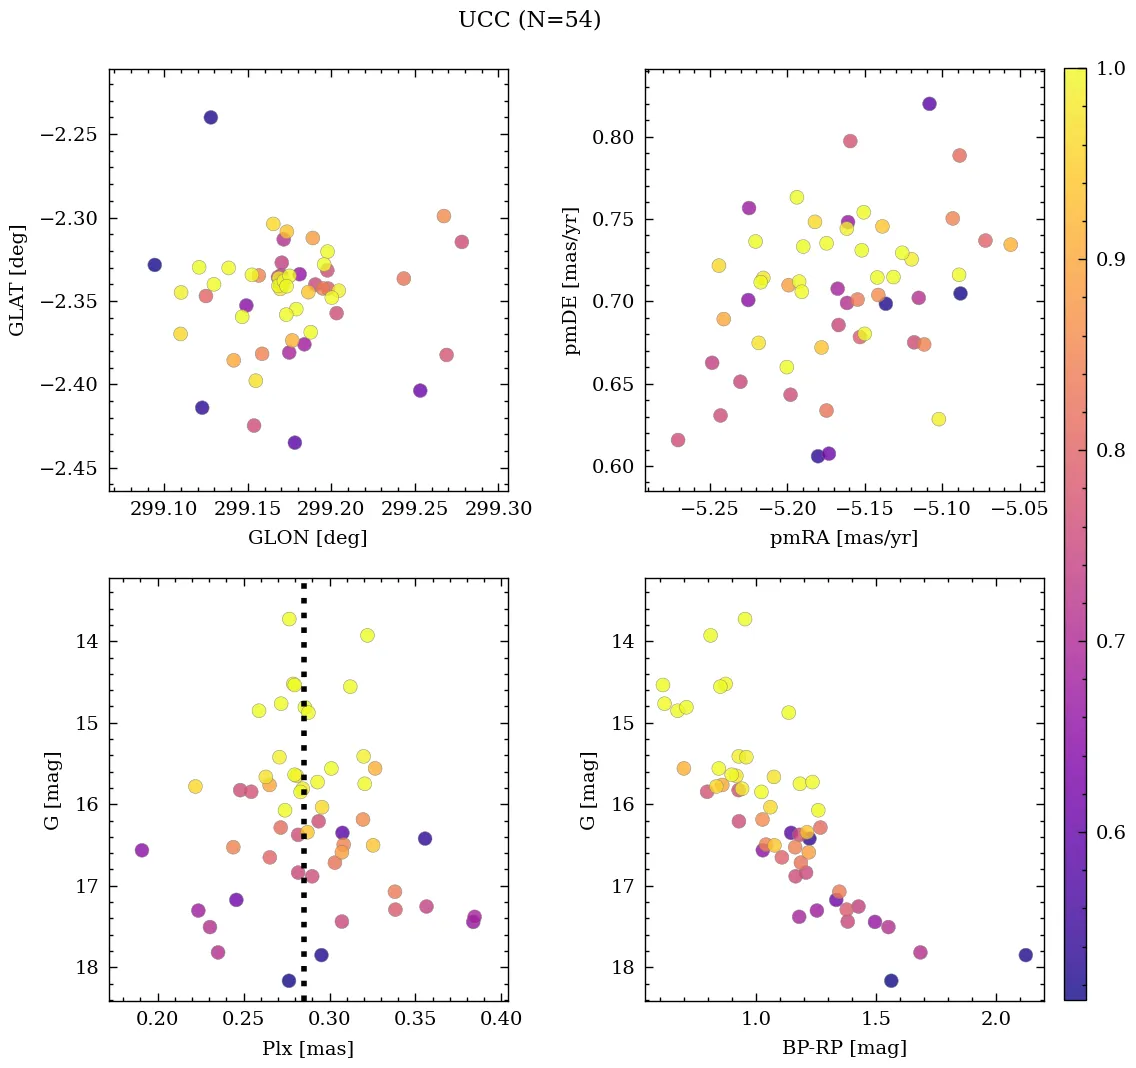 UCC (N=54)
−2.25
−2.30
−2.35
−2.40
−2.45
GLAT [deg]
299.10 299.15 299.20 299.25 299.30
GLON [deg]
0.80
0.75
0.70
0.65
0.60
pmDE [mas/yr]
−5.25 −5.20 −5.15 −5.10 −5.05
pmRA [mas/yr]
14
15
16
17
18
G [mag]
0.20 0.25 0.30 0.35 0.40
Plx [mas]
14
15
16
17
18
G [mag]
1.0 1.5 2.0
BP-RP [mag]
1.0
0.9
0.8
0.7
0.6